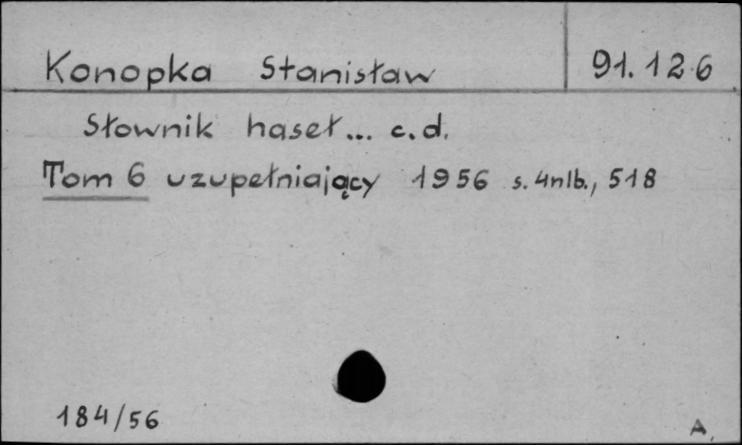 Konopka Stanisław 91.126
Słownik haseł... c.d.
Tom 6 uzupełniający 1956 s. 4nlb., 518
184/56
A